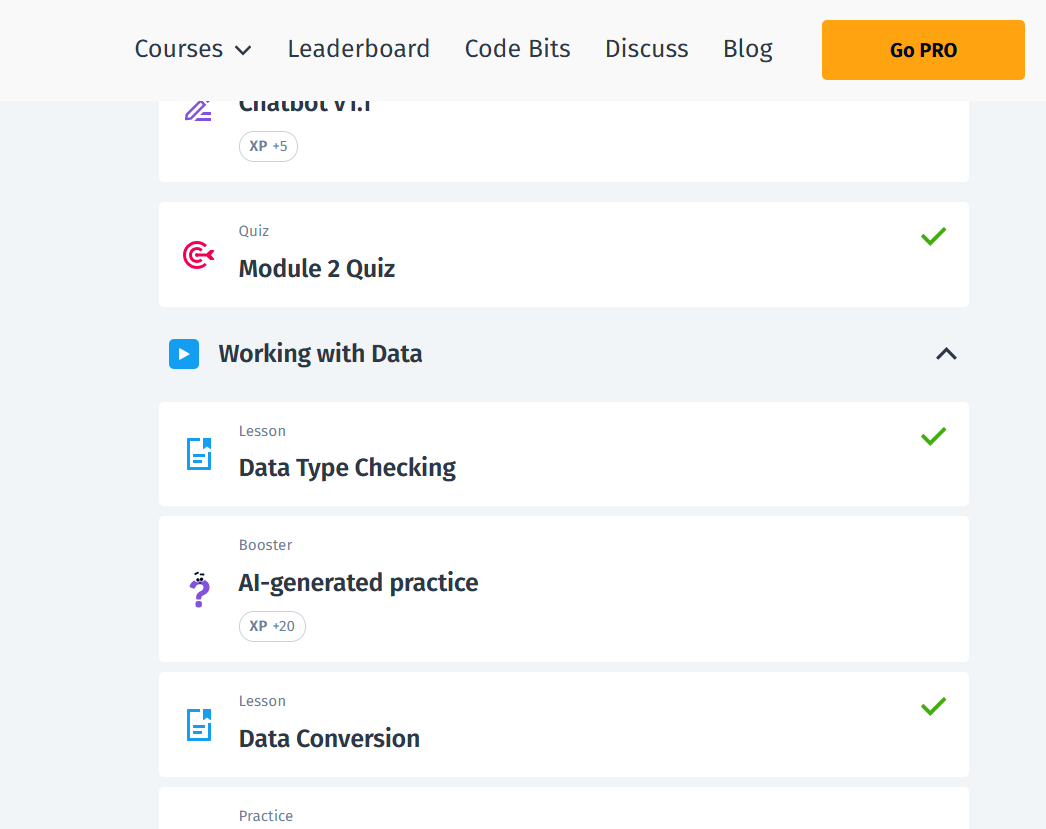 Courses
Leaderboard
Code Bits
Discuss
Blog
Go PRO
Chatbot v1.1
XP +5
Quiz
Module 2 Quiz
Working with Data
Lesson
Data Type Checking
Booster
AI-generated practice
XP +20
Lesson
Data Conversion
Practice